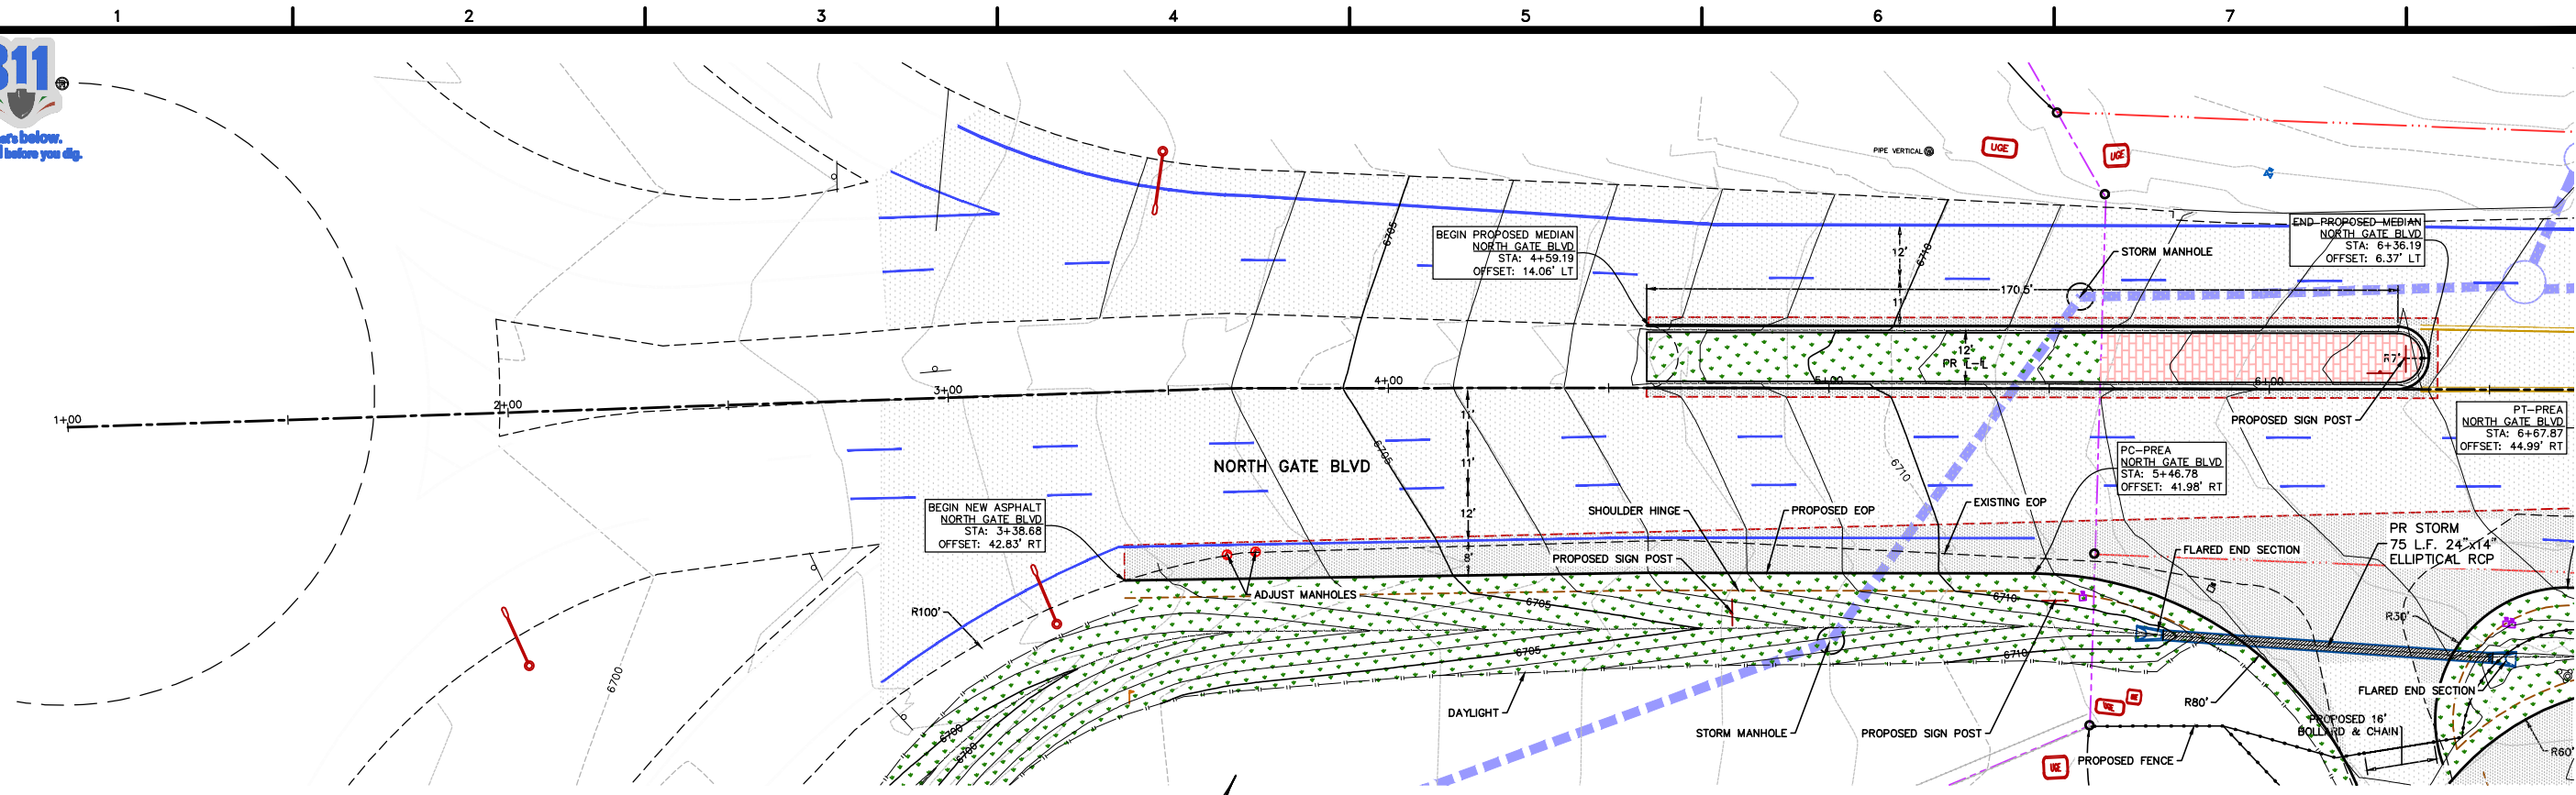 1 2 3 4 5 6 7
811
below.
before you dig.
PIPE VERTICAL
UGE
UGE
BEGIN PROPOSED MEDIAN
NORTH GATE BLVD
STA: 4+59.19
OFFSET: 14.06' LT
6705
12'
11'
6710
STORM MANHOLE
END PROPOSED MEDIAN
NORTH GATE BLVD
STA: 6+36.19
OFFSET: 6.37' LT
170.5'
12'
PR L-L
R7'
1+00
2+00
3+00
4+00
5+00
6+00
PROPOSED SIGN POST
PT-PREA
NORTH GATE BLVD
STA: 6+67.87
OFFSET: 44.99' RT
11'
11'
12'
8'
6705
NORTH GATE BLVD
6710
PC-PREA
NORTH GATE BLVD
STA: 5+46.78
OFFSET: 41.98' RT
BEGIN NEW ASPHALT
NORTH GATE BLVD
STA: 3+38.68
OFFSET: 42.83' RT
SHOULDER HINGE
PROPOSED EOP
EXISTING EOP
PR STORM
75 L.F. 24"x14"
ELLIPTICAL RCP
FLARED END SECTION
PROPOSED SIGN POST
ADJUST MANHOLES
6705
6710
R100'
R30'
6705
6710
6700
DAYLIGHT
STORM MANHOLE
PROPOSED SIGN POST
UGE
R80'
FLARED END SECTION
PROPOSED 16'
BOLLARD & CHAIN
6700
6700
UGE
PROPOSED FENCE
R60'